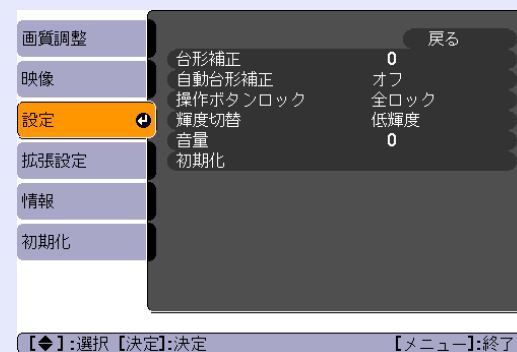 画質調整
映像
設定
拡張設定
情報
初期化
戻る
台形補正 0
自動台形補正 オフ
操作ボタンロック 全ロック
輝度切替 低輝度
音量 0
初期化
【◆】:選択 【決定】:決定 【メニュー】:終了